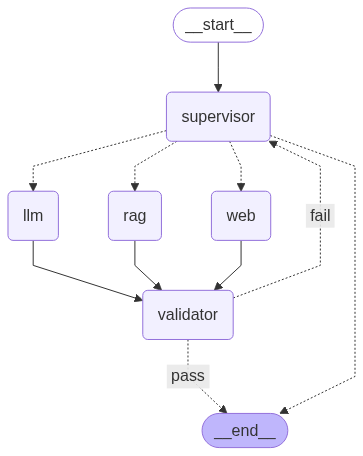 __start__
supervisor
llm
rag
web
fail
validator
pass
__end__